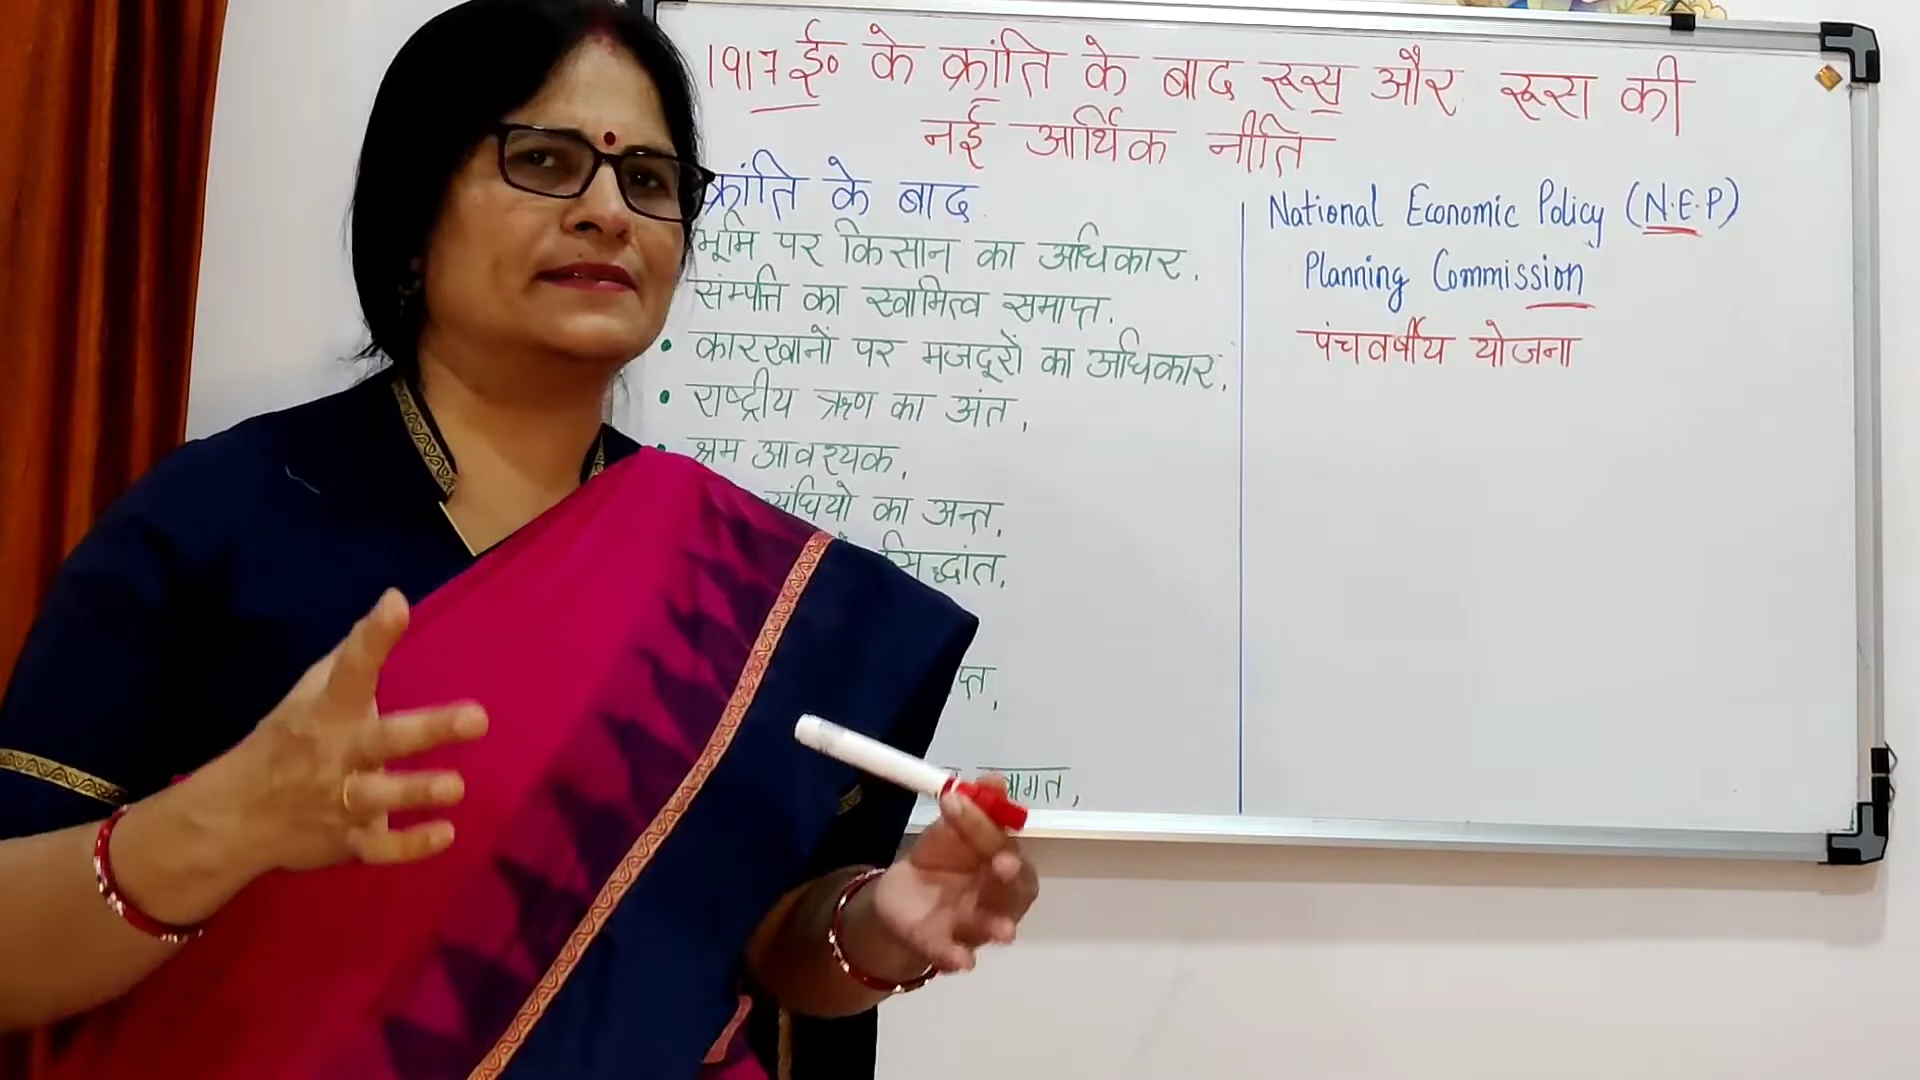 1917 ई० के क्रांति के बाद रूस और रूस की
नई आर्थिक नीति
क्रांति के बाद
भूमि पर किसान का अधिकार.
संम्पत्ति का स्वामित्व समाप्त.
• कारखानों पर मजदूरों का अधिकार.
• राष्ट्रीय ऋण का अंत.
• श्रम आवश्यक.
संधियो का अन्त.
सिद्धांत.
National Economic Policy (N.E.P)
Planning Commission
पंचवर्षीय योजना